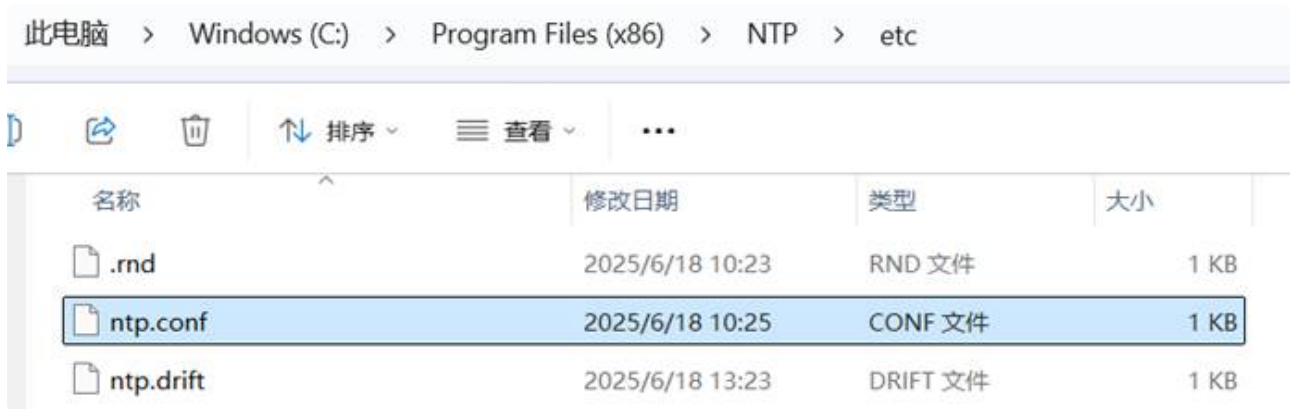 此电脑 > Windows (C:) > Program Files (x86) > NTP > etc
排序 查看 •••
名称 修改日期 类型 大小
.rnd 2025/6/18 10:23 RND 文件 1 KB
ntp.conf 2025/6/18 10:25 CONF 文件 1 KB
ntp.drift 2025/6/18 13:23 DRIFT 文件 1 KB